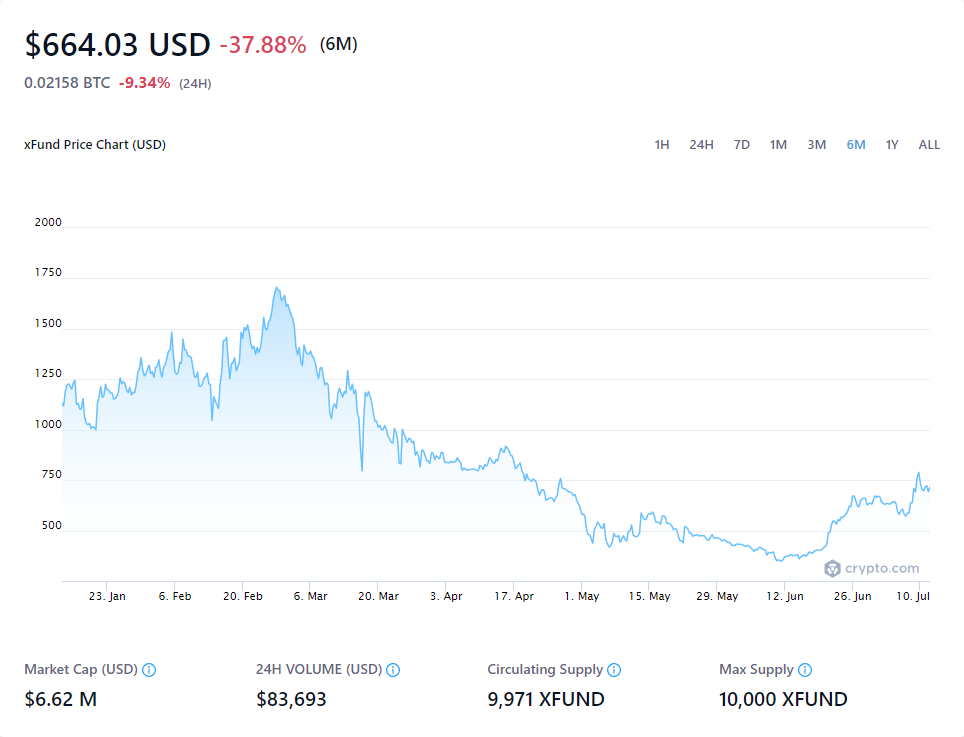 $664.03 USD -37.88% (6M)
0.02158 BTC -9.34% (24H)
xFund Price Chart (USD) 1H 24H 7D 1M 3M 6M 1Y ALL
2000
1750
1500
1250
1000
750
500
crypto.com
23. Jan 6. Feb 20. Feb 6. Mar 20. Mar 3. Apr 17. Apr 1. May 15. May 29. May 12. Jun 26. Jun 10. Jul
Market Cap (USD) 24H VOLUME (USD) Circulating Supply Max Supply
$6.62 M $83,693 9,971 XFUND 10,000 XFUND